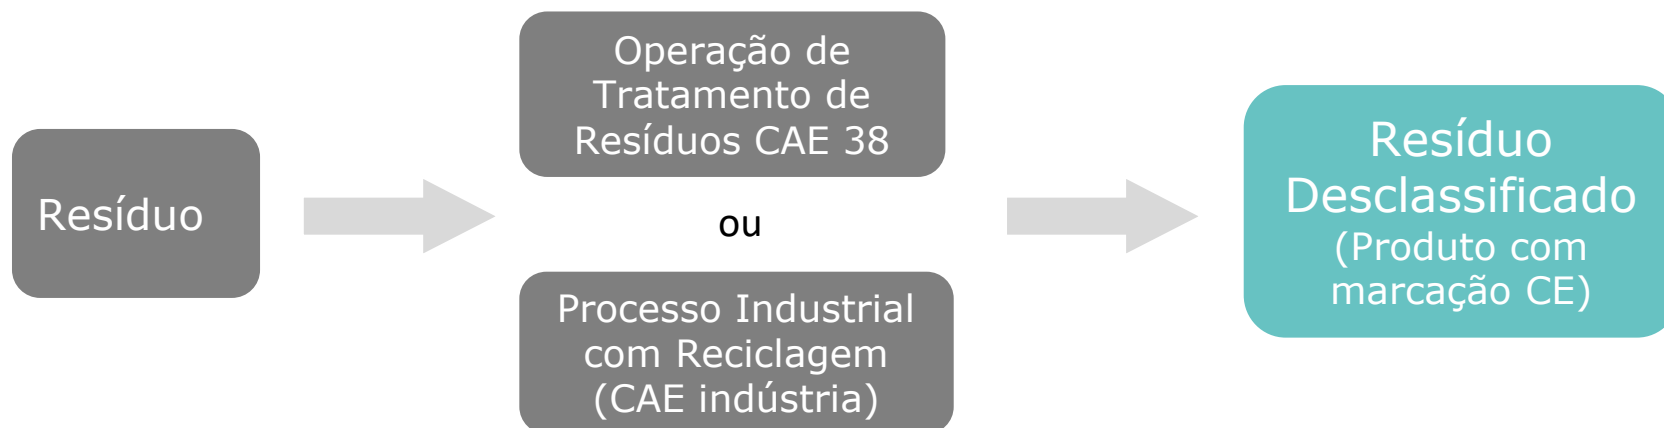 Resíduo
Operação de
Tratamento de
Resíduos CAE 38
ou
Processo Industrial
com Reciclagem
(CAE indústria)
Resíduo
Desclassificado
(Produto com
marcação CE)